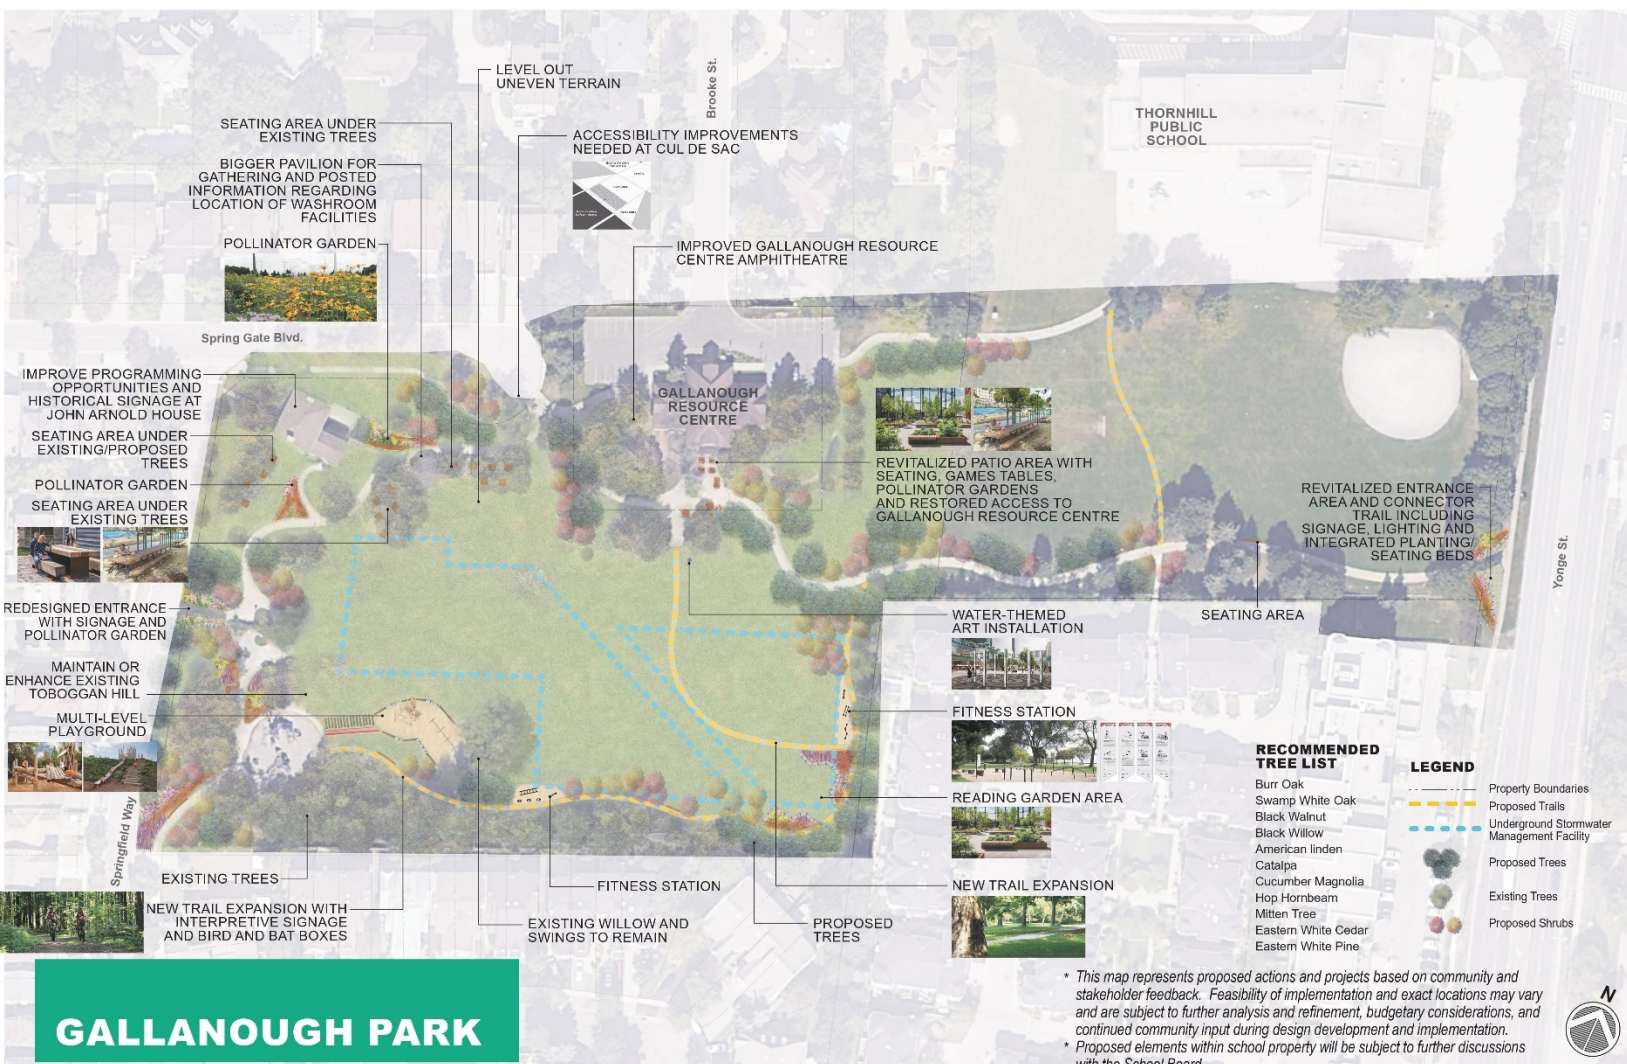 LEVEL OUT
UNEVEN TERRAIN
Brooke St.
SEATING AREA UNDER
EXISTING TREES
ACCESSIBILITY IMPROVEMENTS
NEEDED AT CUL DE SAC
THORNHILL
PUBLIC
SCHOOL
BIGGER PAVILION FOR
GATHERING AND POSTED
INFORMATION REGARDING
LOCATION OF WASHROOM
FACILITIES
POLLINATOR GARDEN
IMPROVED GALLANOUGH RESOURCE
CENTRE AMPHITHEATRE
Spring Gate Blvd.
IMPROVE PROGRAMMING
OPPORTUNITIES AND
HISTORICAL SIGNAGE AT
JOHN ARNOLD HOUSE
GALLANOUGH
RESOURCE
CENTRE
SEATING AREA UNDER
EXISTING/PROPOSED
TREES
POLLINATOR GARDEN
SEATING AREA UNDER
EXISTING TREES
REVITALIZED PATIO AREA WITH
SEATING, GAMES TABLES,
POLLINATOR GARDENS
AND RESTORED ACCESS TO
GALLANOUGH RESOURCE CENTRE
REVITALIZED ENTRANCE
AREA AND CONNECTOR
TRAIL INCLUDING
SIGNAGE, LIGHTING AND
INTEGRATED PLANTING/
SEATING BEDS
Yonge St.
REDESIGNED ENTRANCE
WITH SIGNAGE AND
POLLINATOR GARDEN
WATER-THEMED
ART INSTALLATION
SEATING AREA
MAINTAIN OR
ENHANCE EXISTING
TOBOGGAN HILL
MULTI-LEVEL
PLAYGROUND
FITNESS STATION
READING GARDEN AREA
Springfield Way
EXISTING TREES
FITNESS STATION
NEW TRAIL EXPANSION
NEW TRAIL EXPANSION WITH
INTERPRETIVE SIGNAGE
AND BIRD AND BAT BOXES
EXISTING WILLOW AND
SWINGS TO REMAIN
PROPOSED
TREES
RECOMMENDED
TREE LIST
Burr Oak
Swamp White Oak
Black Walnut
Black Willow
American linden
Catalpa
Cucumber Magnolia
Hop Hornbeam
Mitten Tree
Eastern White Cedar
Eastern White Pine
LEGEND
Property Boundaries
Proposed Trails
Underground Stormwater
Management Facility
Proposed Trees
Existing Trees
Proposed Shrubs
GALLANOUGH PARK
* This map represents proposed actions and projects based on community and
stakeholder feedback. Feasibility of implementation and exact locations may vary
and are subject to further analysis and refinement, budgetary considerations, and
continued community input during design development and implementation.
* Proposed elements within school property will be subject to further discussions
with the School Board
N